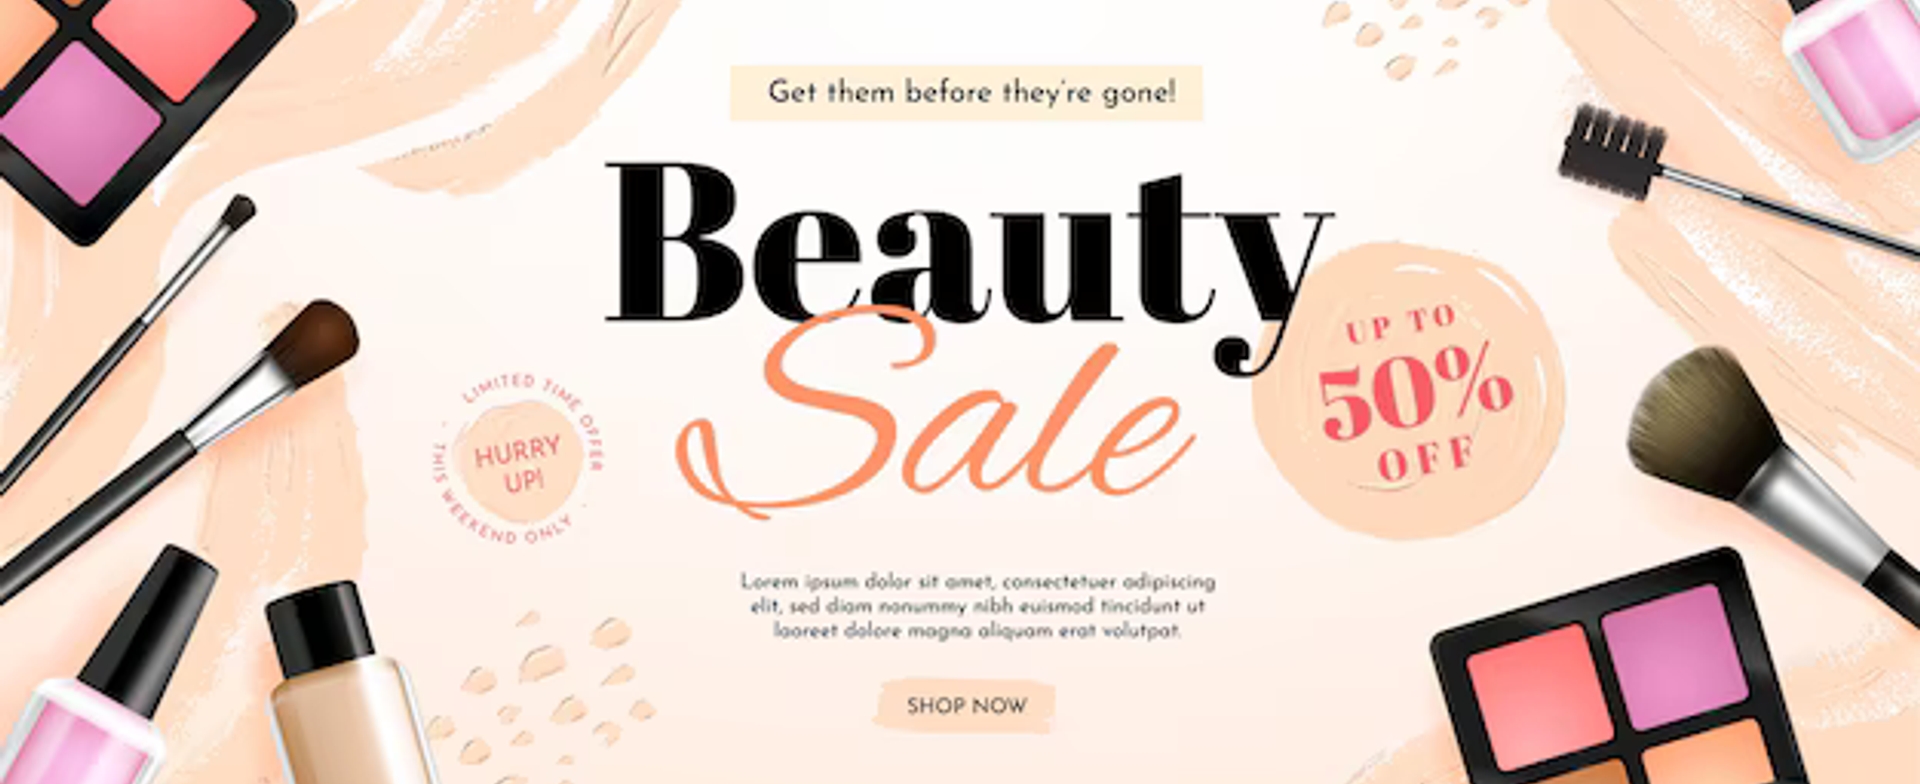 Get them before they're gone!
Beauty
Sale
UP TO
50%
OFF
LIMITED TIME OFFER
HURRY
UP!
THIS WEEKEND ONLY
Lorem ipsum dolor sit amet, consectetuer adipiscing
elit, sed diam nonummy nibh euismod tincidunt ut
laoreet dolore magna aliquam erat volutpat.
SHOP NOW